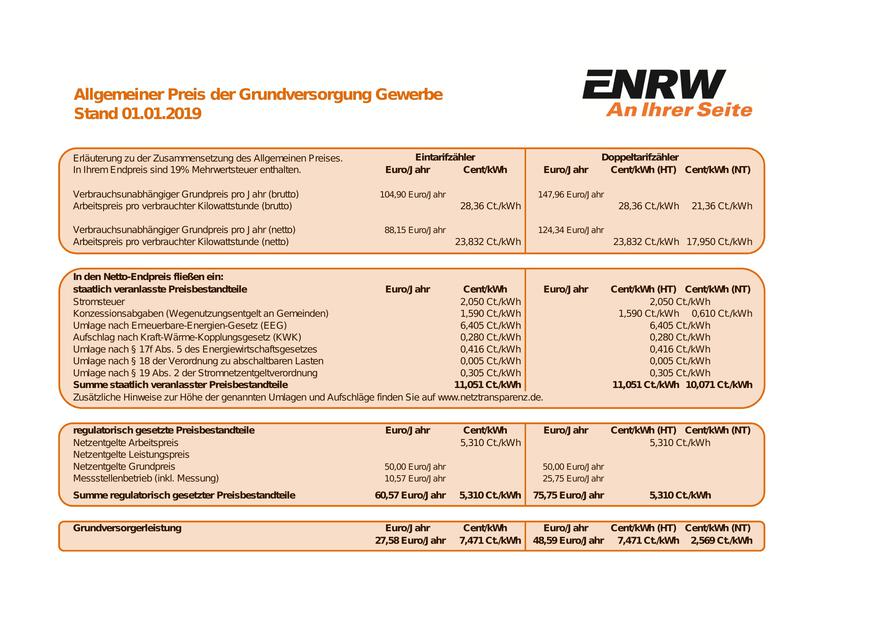 ENRW
An Ihrer Seite
Allgemeiner Preis der Grundversorgung Gewerbe
Stand 01.01.2019
Erläuterung zu der Zusammensetzung des Allgemeinen Preises. Eintarifzähler Doppeltarifzähler
In Ihrem Endpreis sind 19% Mehrwertsteuer enthalten. Euro/Jahr Cent/kWh Euro/Jahr Cent/kWh (HT) Cent/kWh (NT)
Verbrauchsunabhängiger Grundpreis pro Jahr (brutto) 104,90 Euro/Jahr 147,96 Euro/Jahr
Arbeitspreis pro verbrauchter Kilowattstunde (brutto) 28,36 Ct./kWh 28,36 Ct./kWh 21,36 Ct./kWh
Verbrauchsunabhängiger Grundpreis pro Jahr (netto) 88,15 Euro/Jahr 124,34 Euro/Jahr
Arbeitspreis pro verbrauchter Kilowattstunde (netto) 23,832 Ct./kWh 23,832 Ct./kWh 17,950 Ct./kWh
In den Netto-Endpreis fließen ein:
staatlich veranlasste Preisbestandteile Euro/Jahr Cent/kWh Euro/Jahr Cent/kWh (HT) Cent/kWh (NT)
Stromsteuer 2,050 Ct./kWh 2,050 Ct./kWh
Konzessionsabgaben (Wegenutzungsentgelt an Gemeinden) 1,590 Ct./kWh 1,590 Ct./kWh 0,610 Ct./kWh
Umlage nach Erneuerbare-Energien-Gesetz (EEG) 6,405 Ct./kWh 6,405 Ct./kWh
Aufschlag nach Kraft-Wärme-Kopplungsgesetz (KWK) 0,280 Ct./kWh 0,280 Ct./kWh
Umlage nach § 17f Abs. 5 des Energiewirtschaftsgesetzes 0,416 Ct./kWh 0,416 Ct./kWh
Umlage nach § 18 der Verordnung zu abschaltbaren Lasten 0,005 Ct./kWh 0,005 Ct./kWh
Umlage nach § 19 Abs. 2 der Stromnetzentgeltverordnung 0,305 Ct./kWh 0,305 Ct./kWh
Summe staatlich veranlasster Preisbestandteile 11,051 Ct./kWh 11,051 Ct./kWh 10,071 Ct./kWh
Zusätzliche Hinweise zur Höhe der genannten Umlagen und Aufschläge finden Sie auf www.netztransparenz.de.
regulatorisch gesetzte Preisbestandteile Euro/Jahr Cent/kWh Euro/Jahr Cent/kWh (HT) Cent/kWh (NT)
Netzentgelte Arbeitspreis 5,310 Ct./kWh 5,310 Ct./kWh
Netzentgelte Leistungspreis
Netzentgelte Grundpreis 50,00 Euro/Jahr 50,00 Euro/Jahr
Messstellenbetrieb (inkl. Messung) 10,57 Euro/Jahr 25,75 Euro/Jahr
Summe regulatorisch gesetzter Preisbestandteile 60,57 Euro/Jahr 5,310 Ct./kWh 75,75 Euro/Jahr 5,310 Ct./kWh
Grundversorgerleistung Euro/Jahr Cent/kWh Euro/Jahr Cent/kWh (HT) Cent/kWh (NT)
27,58 Euro/Jahr 7,471 Ct./kWh 48,59 Euro/Jahr 7,471 Ct./kWh 2,569 Ct./kWh